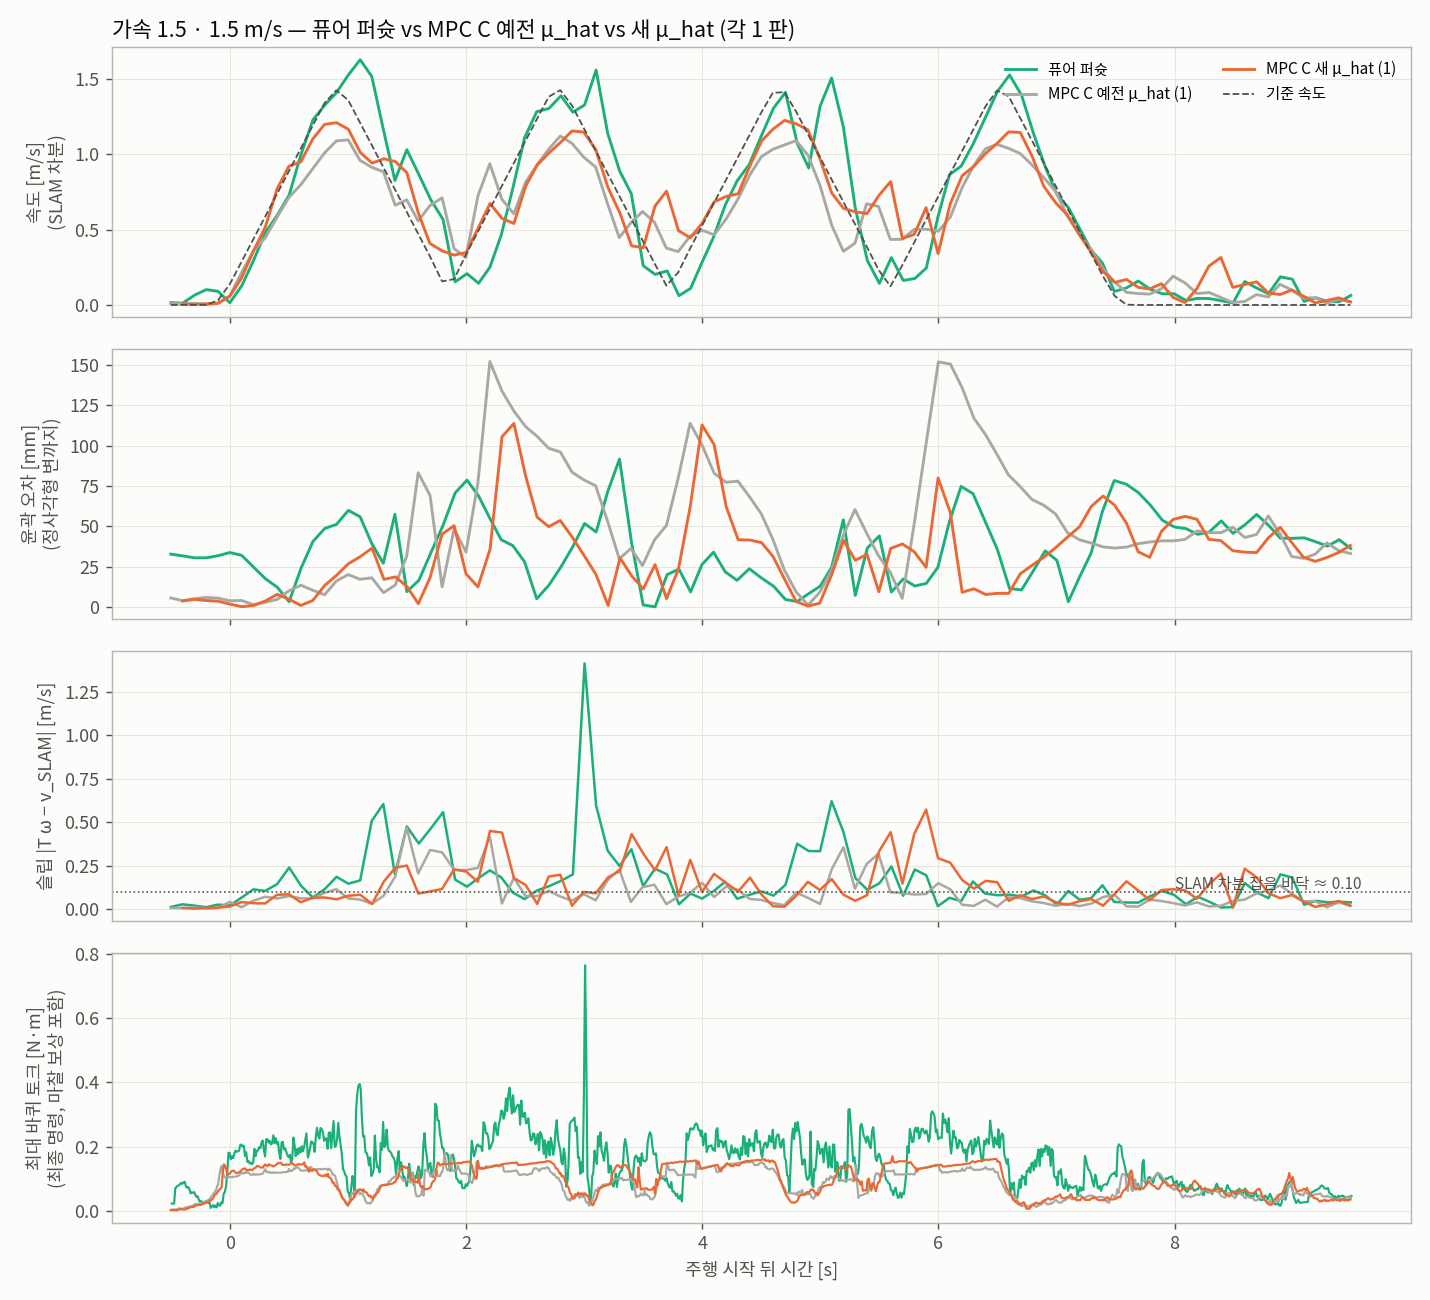 가속 1.5 · 1.5 m/s — 퓨어 퍼슛 vs MPC C 예전 μ_hat vs 새 μ_hat (각 1 판)
퓨어 퍼슛
MPC C 예전 μ_hat (1)
MPC C 새 μ_hat (1)
기준 속도
속도 [m/s]
(SLAM 차분)
1.5
1.0
0.5
0.0
윤곽 오차 [mm]
(정사각형 변까지)
150
125
100
75
50
25
0
슬립 |T ω − v_SLAM| [m/s]
1.25
1.00
0.75
0.50
0.25
0.00
SLAM 차분 잡음 바닥 ≈ 0.10
최대 바퀴 토크 [N·m]
(최종 명령, 마찰 보상 포함)
0.8
0.6
0.4
0.2
0.0
0 2 4 6 8
주행 시작 뒤 시간 [s]